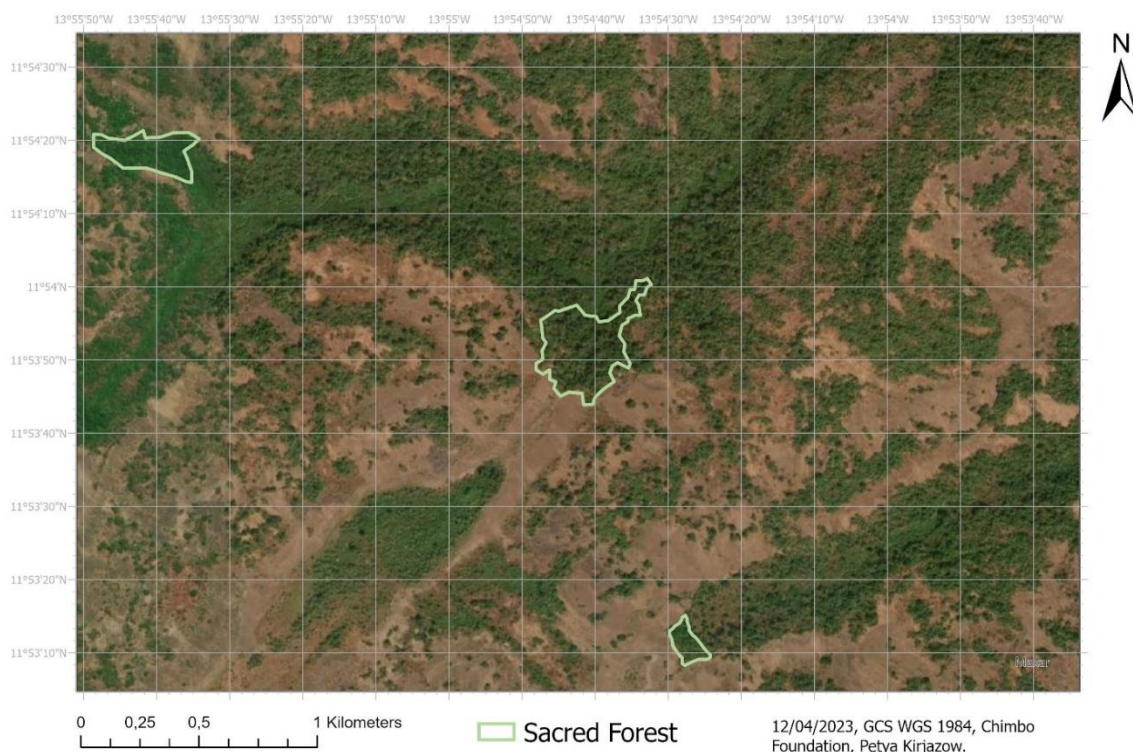 13°55'50"W 13°55'40"W 13°55'30"W 13°55'20"W 13°55'10"W 13°55'W 13°54'50"W 13°54'40"W 13°54'30"W 13°54'20"W 13°54'10"W 13°54'W 13°53'50"W 13°53'40"W
N
11°54'30"N
11°54'20"N
11°54'10"N
11°54'N
11°53'50"N
11°53'40"N
11°53'30"N
11°53'20"N
11°53'10"N
Maxar
0 0,25 0,5 1 Kilometers
Sacred Forest
12/04/2023, GCS WGS 1984, Chimbo
Foundation, Petya Kirjazow.